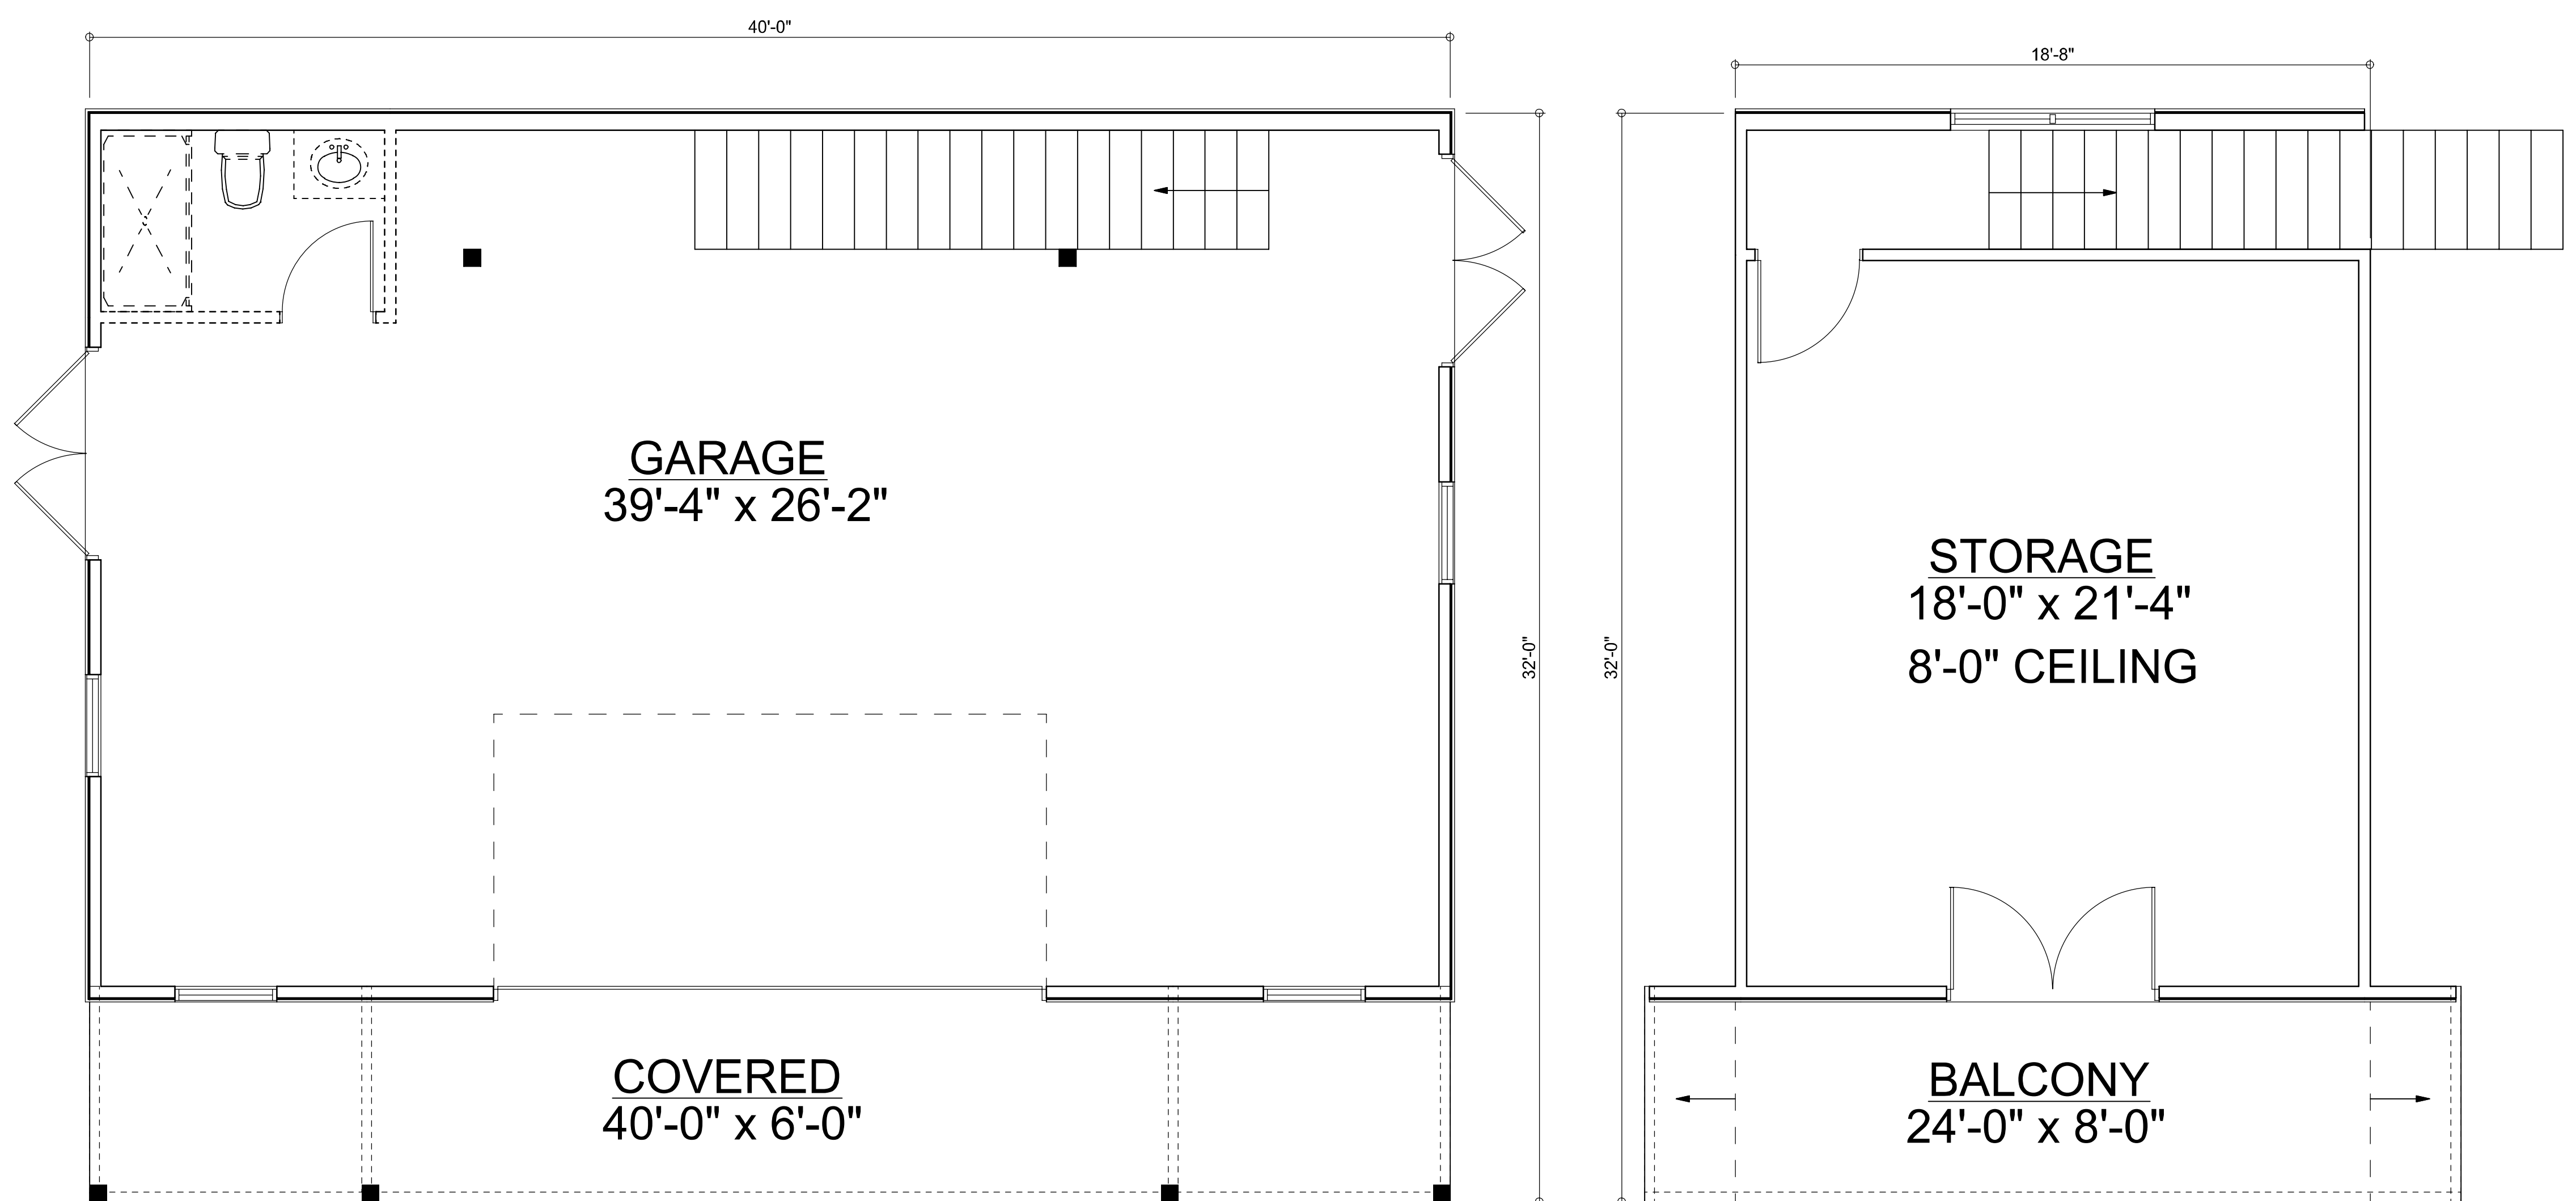 40'-0"
18'-8"
GARAGE
39'-4" x 26'-2"
32'-0"
32'-0"
STORAGE
18'-0" x 21'-4"
8'-0" CEILING
COVERED
40'-0" x 6'-0"
BALCONY
24'-0" x 8'-0"